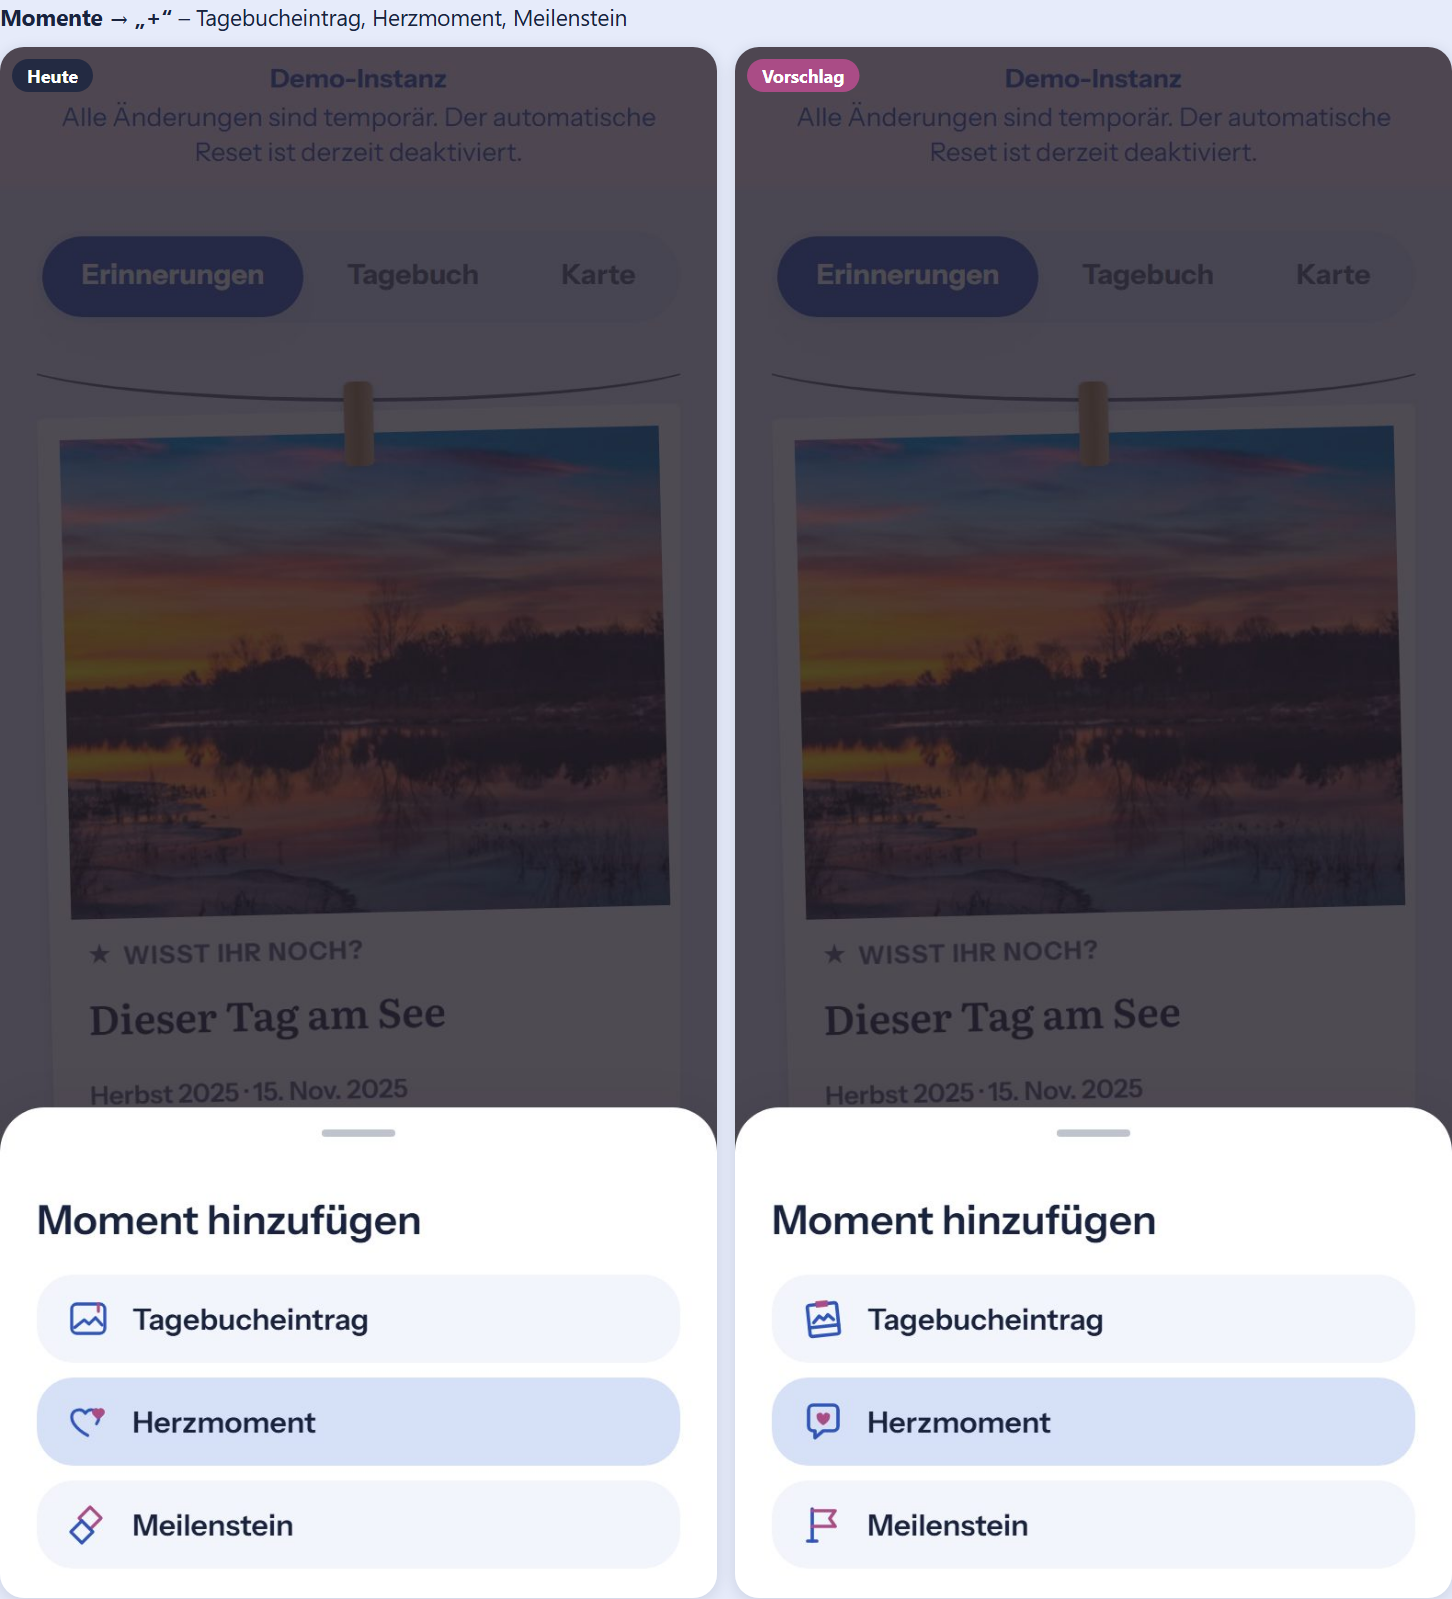 Momente → „+“ – Tagebucheintrag, Herzmoment, Meilenstein
Heute
Demo-Instanz
Alle Änderungen sind temporär. Der automatische
Reset ist derzeit deaktiviert.
Erinnerungen Tagebuch Karte
★ WISST IHR NOCH?
Dieser Tag am See
Herbst 2025 · 15. Nov. 2025
Moment hinzufügen
Tagebucheintrag
Herzmoment
Meilenstein
Vorschlag
Demo-Instanz
Alle Änderungen sind temporär. Der automatische
Reset ist derzeit deaktiviert.
Erinnerungen Tagebuch Karte
★ WISST IHR NOCH?
Dieser Tag am See
Herbst 2025 · 15. Nov. 2025
Moment hinzufügen
Tagebucheintrag
Herzmoment
Meilenstein